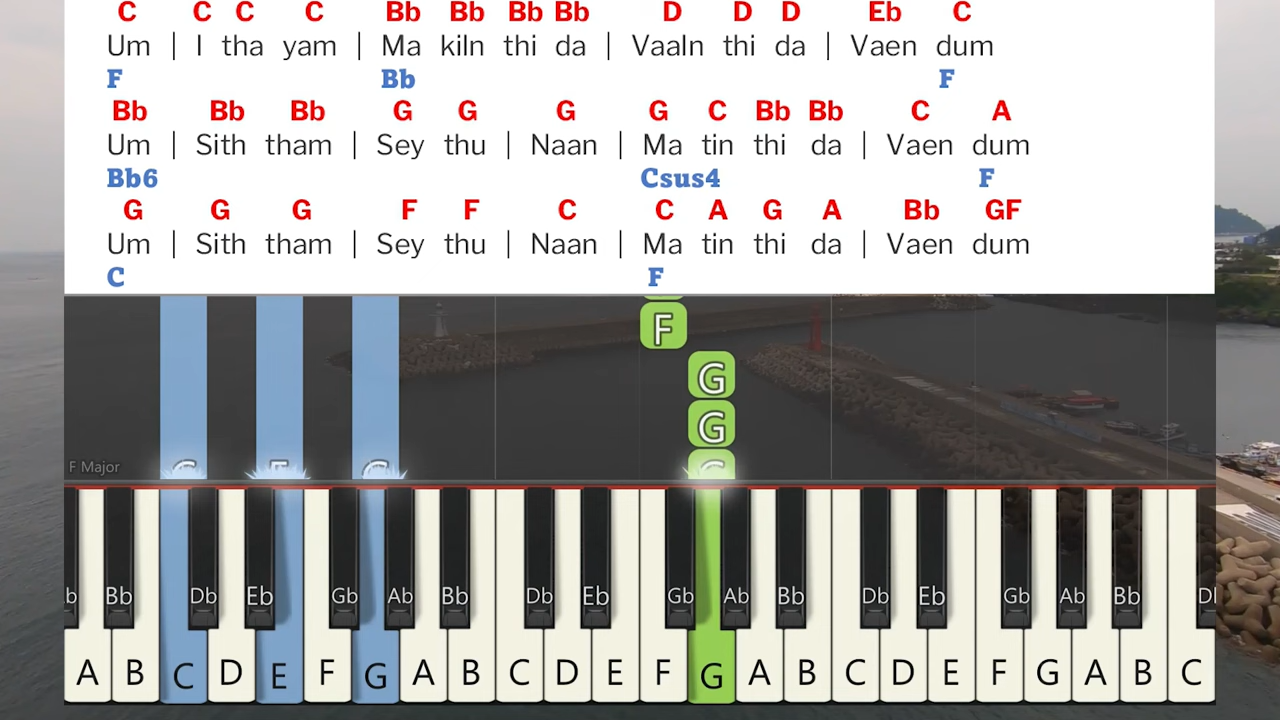 C C C C Bb Bb Bb Bb D D D Eb C
Um | I tha yam | Ma kiln thi da | Vaaln thi da | Vaen dum
F Bb F
Bb Bb Bb G G G G C Bb Bb C A
Um | Sith tham | Sey thu | Naan | Ma tin thi da | Vaen dum
Bb6 Csus4 F
G G G F F C C A G A Bb GF
Um | Sith tham | Sey thu | Naan | Ma tin thi da | Vaen dum
C F
F
G
G
F Major
Bb Db Eb Gb Ab Bb Db Eb Gb Ab Bb Db Eb Gb Ab Bb
A B C D E F G A B C D E F G A B C D E F G A B C